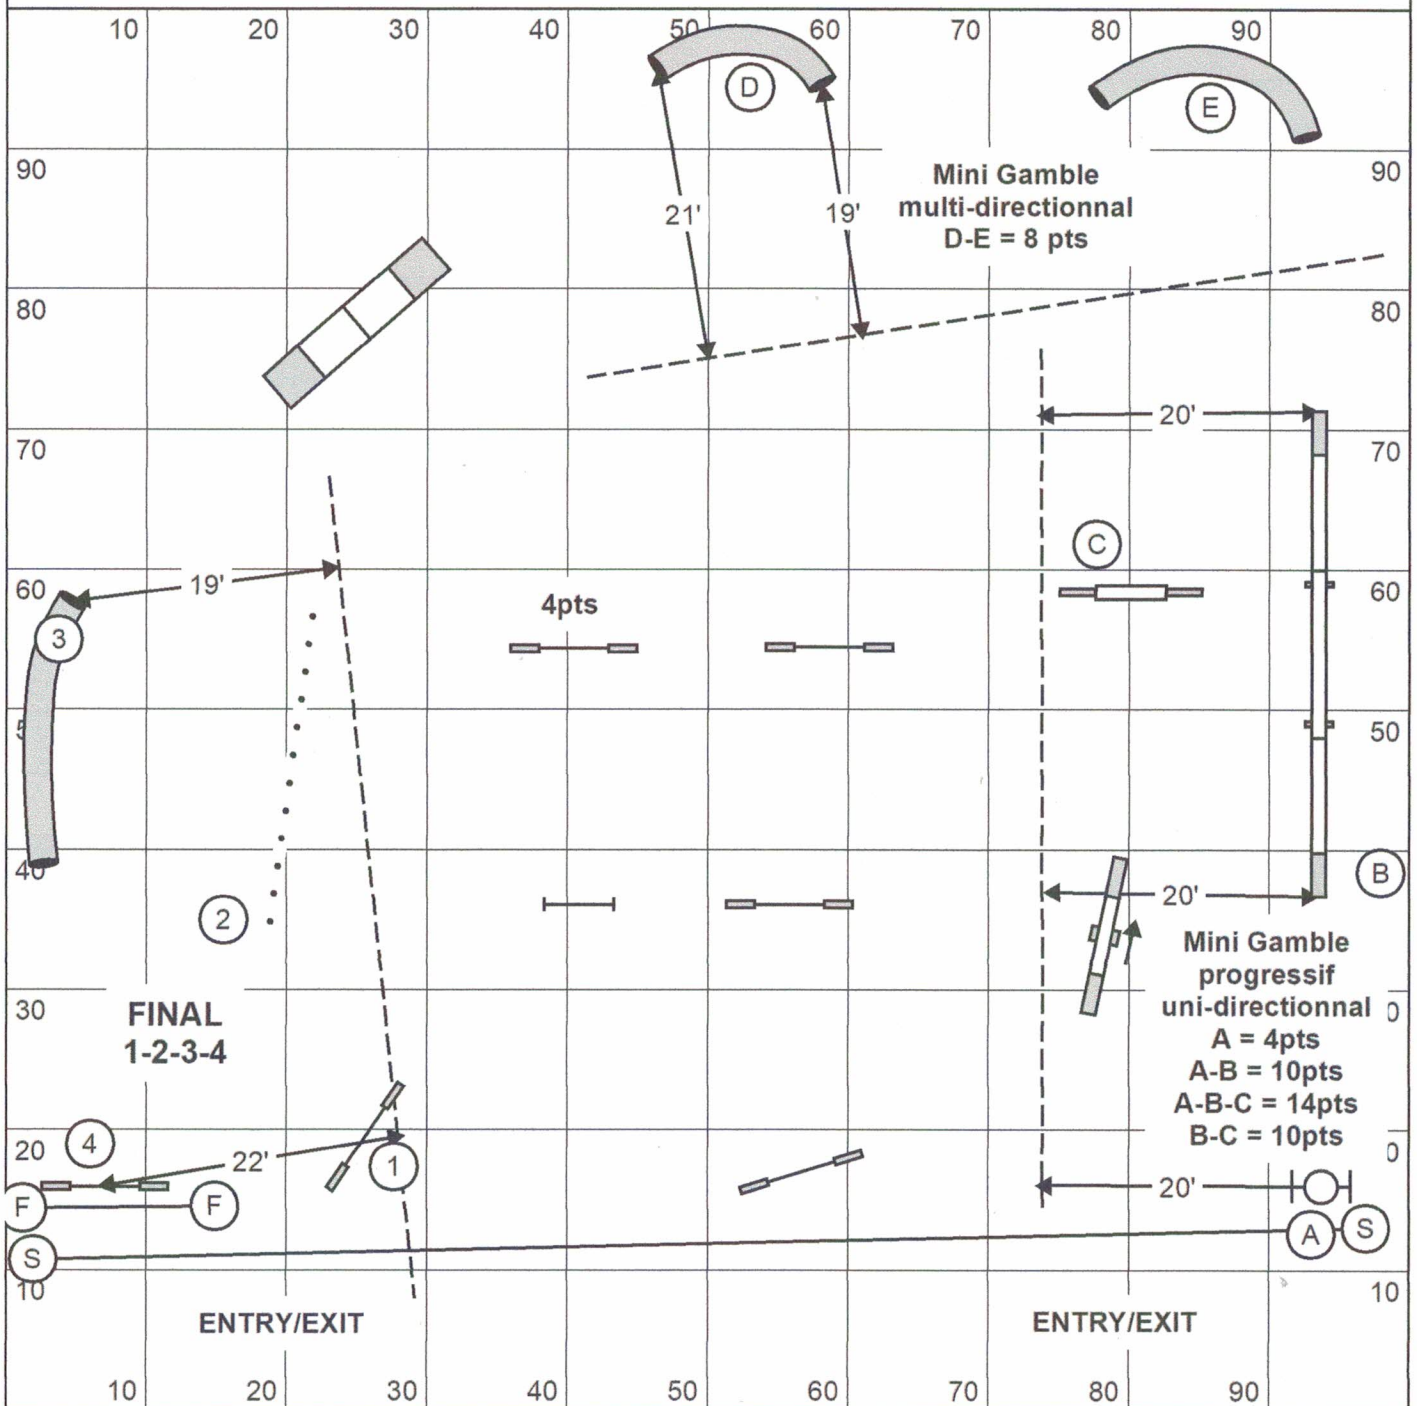 10 20 30 40 50 60 70 80 90
D
E
90 Mini Gamble 90
multi-directionnal
21' 19'
D-E = 8 pts
80 80
20'
70 70
C
19'
60 4pts 60
3
50
40
B
2 20'
Mini Gamble
progressif
30 FINAL uni-directionnal
1-2-3-4 A = 4pts
A-B = 10pts
A-B-C = 14pts
20 4 B-C = 10pts
22' 1
20'
F F
S A S
10 10
ENTRY/EXIT ENTRY/EXIT
10 20 30 40 50 60 70 80 90